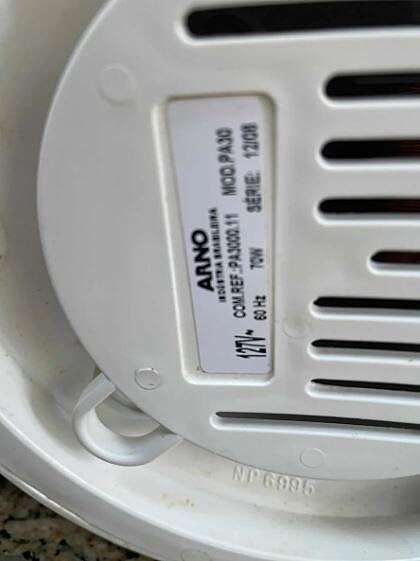 ARNO
INDÚSTRIA BRASILEIRA
COM.REF.:PA3000.11 MOD.PA30
127V~ 60 Hz 70W SÉRIE: 12/08
NP6995